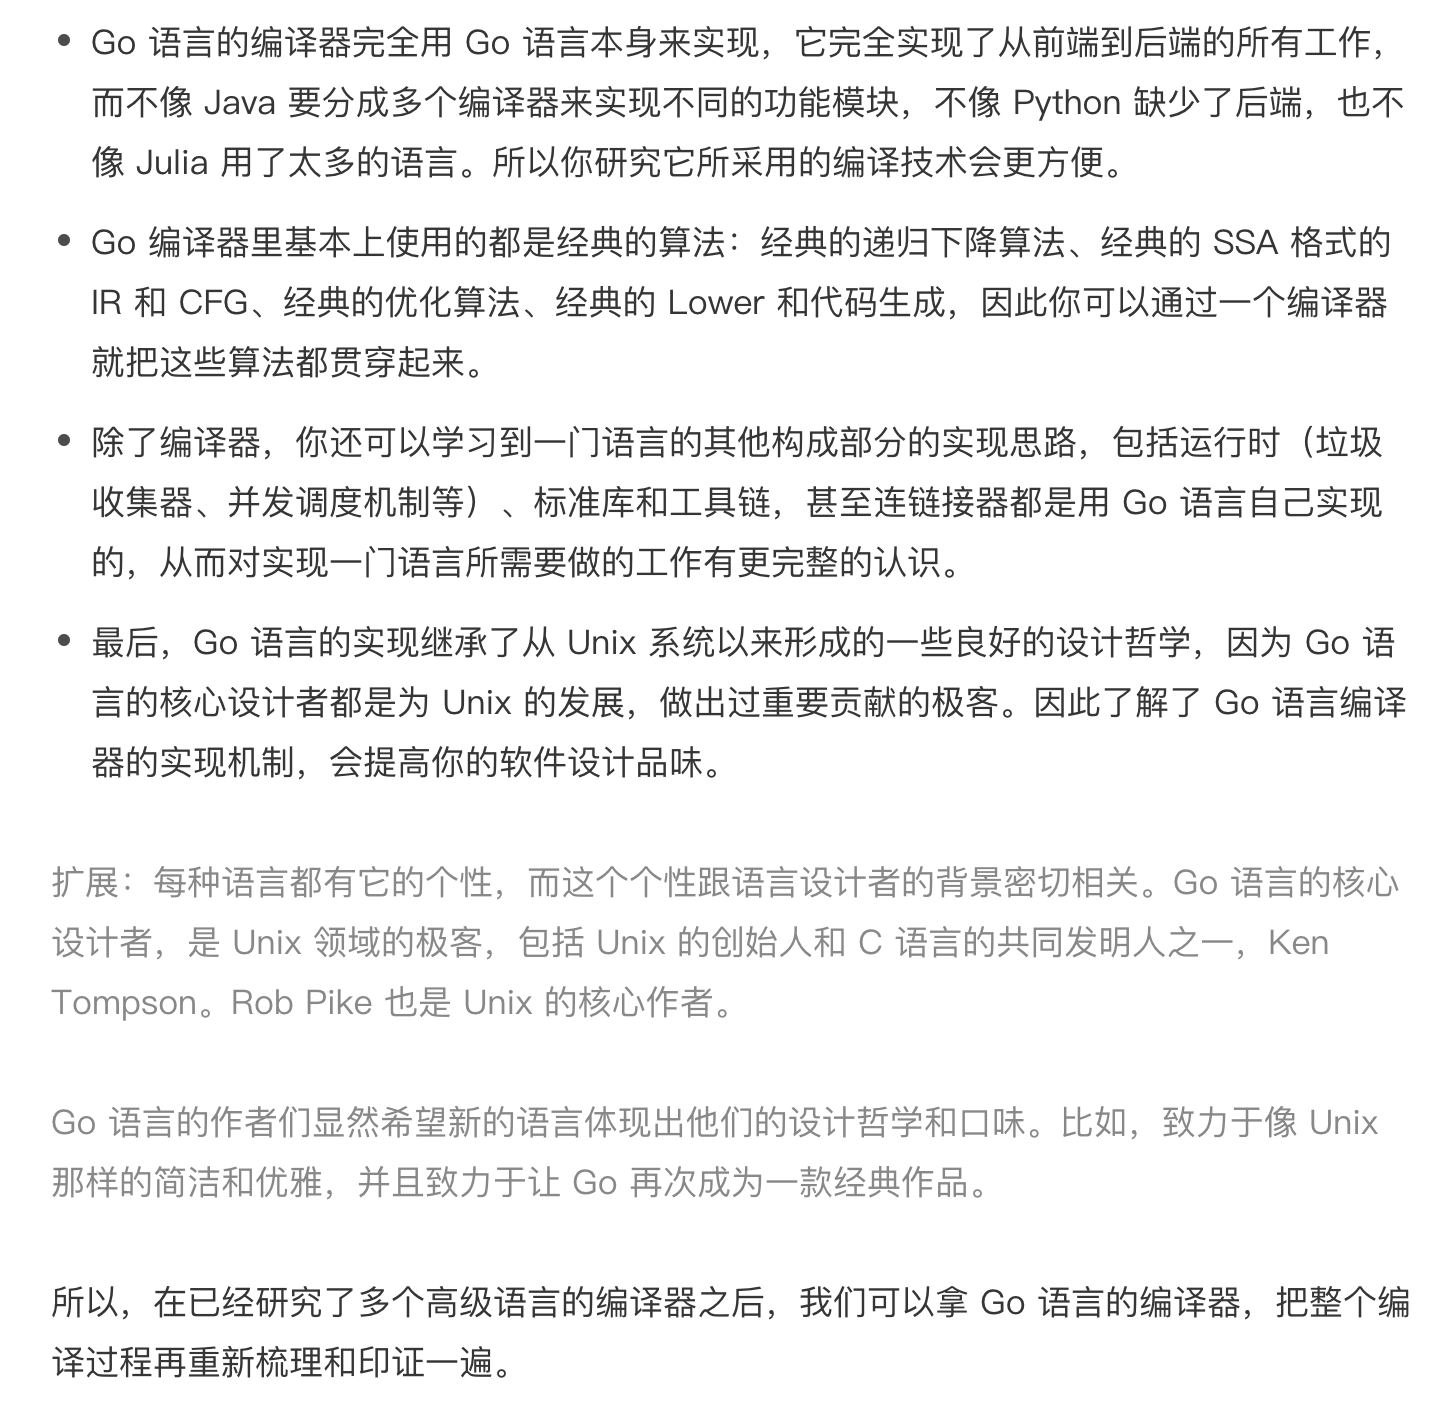 • Go 语言的编译器完全用 Go 语言本身来实现，它完全实现了从前端到后端的所有工作，
而不像 Java 要分成多个编译器来实现不同的功能模块，不像 Python 缺少了后端，也不
像 Julia 用了太多的语言。所以你研究它所采用的编译技术会更方便。
• Go 编译器里基本上使用的都是经典的算法：经典的递归下降算法、经典的 SSA 格式的
IR 和 CFG、经典的优化算法、经典的 Lower 和代码生成，因此你可以通过一个编译器
就把这些算法都贯穿起来。
• 除了编译器，你还可以学习到一门语言的其他构成部分的实现思路，包括运行时（垃圾
收集器、并发调度机制等）、标准库和工具链，甚至连链接器都是用 Go 语言自己实现
的，从而对实现一门语言所需要做的工作有更完整的认识。
• 最后，Go 语言的实现继承了从 Unix 系统以来形成的一些良好的设计哲学，因为 Go 语
言的核心设计者都是为 Unix 的发展，做出过重要贡献的极客。因此了解了 Go 语言编译
器的实现机制，会提高你的软件设计品味。
扩展：每种语言都有它的个性，而这个个性跟语言设计者的背景密切相关。Go 语言的核心
设计者，是 Unix 领域的极客，包括 Unix 的创始人和 C 语言的共同发明人之一，Ken
Tompson。Rob Pike 也是 Unix 的核心作者。
Go 语言的作者们显然希望新的语言体现出他们的设计哲学和口味。比如，致力于像 Unix
那样的简洁和优雅，并且致力于让 Go 再次成为一款经典作品。
所以，在已经研究了多个高级语言的编译器之后，我们可以拿 Go 语言的编译器，把整个编
译过程再重新梳理和印证一遍。